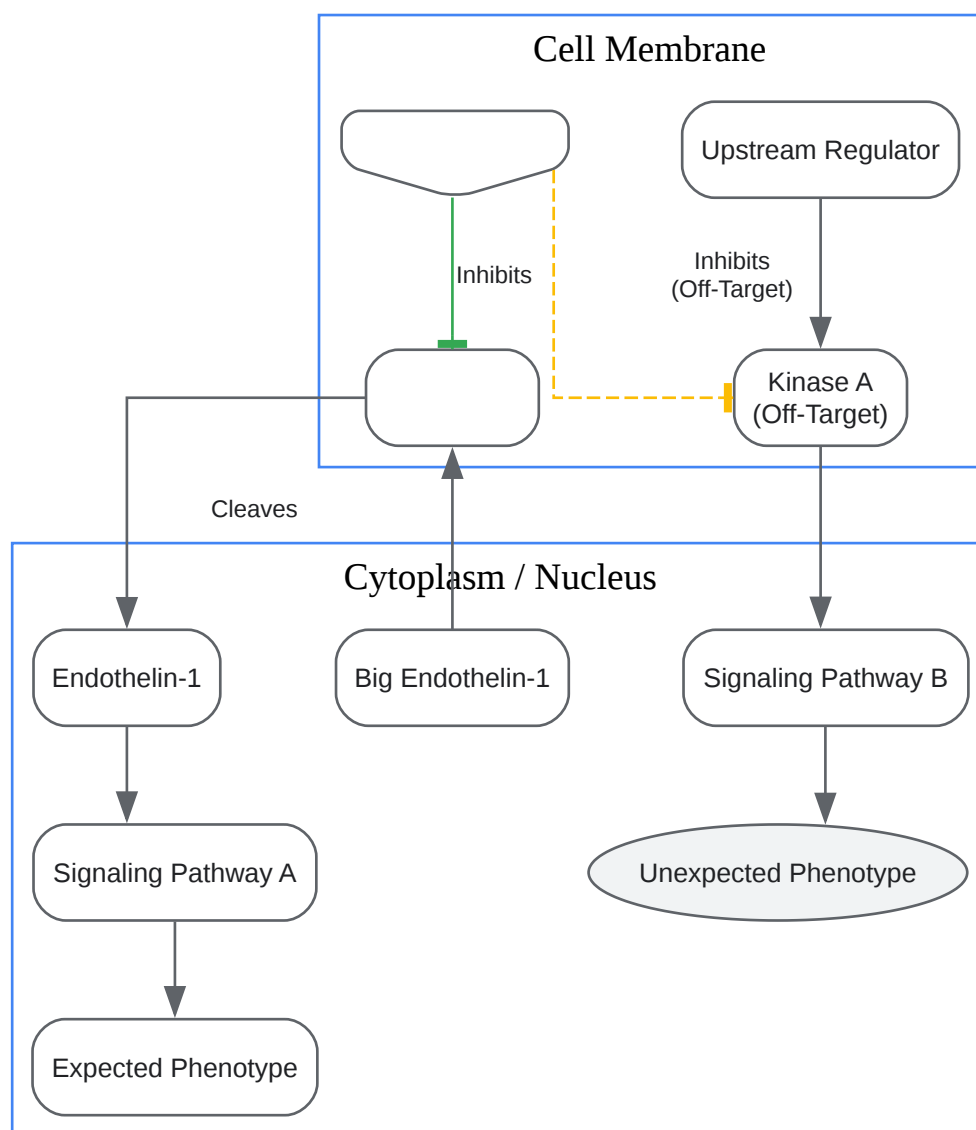 Cell Membrane
Upstream Regulator
Inhibits
Inhibits
(Off-Target)
Kinase A
(Off-Target)
Cleaves
Cytoplasm / Nucleus
Endothelin-1
Big Endothelin-1
Signaling Pathway B
Signaling Pathway A
Unexpected Phenotype
Expected Phenotype